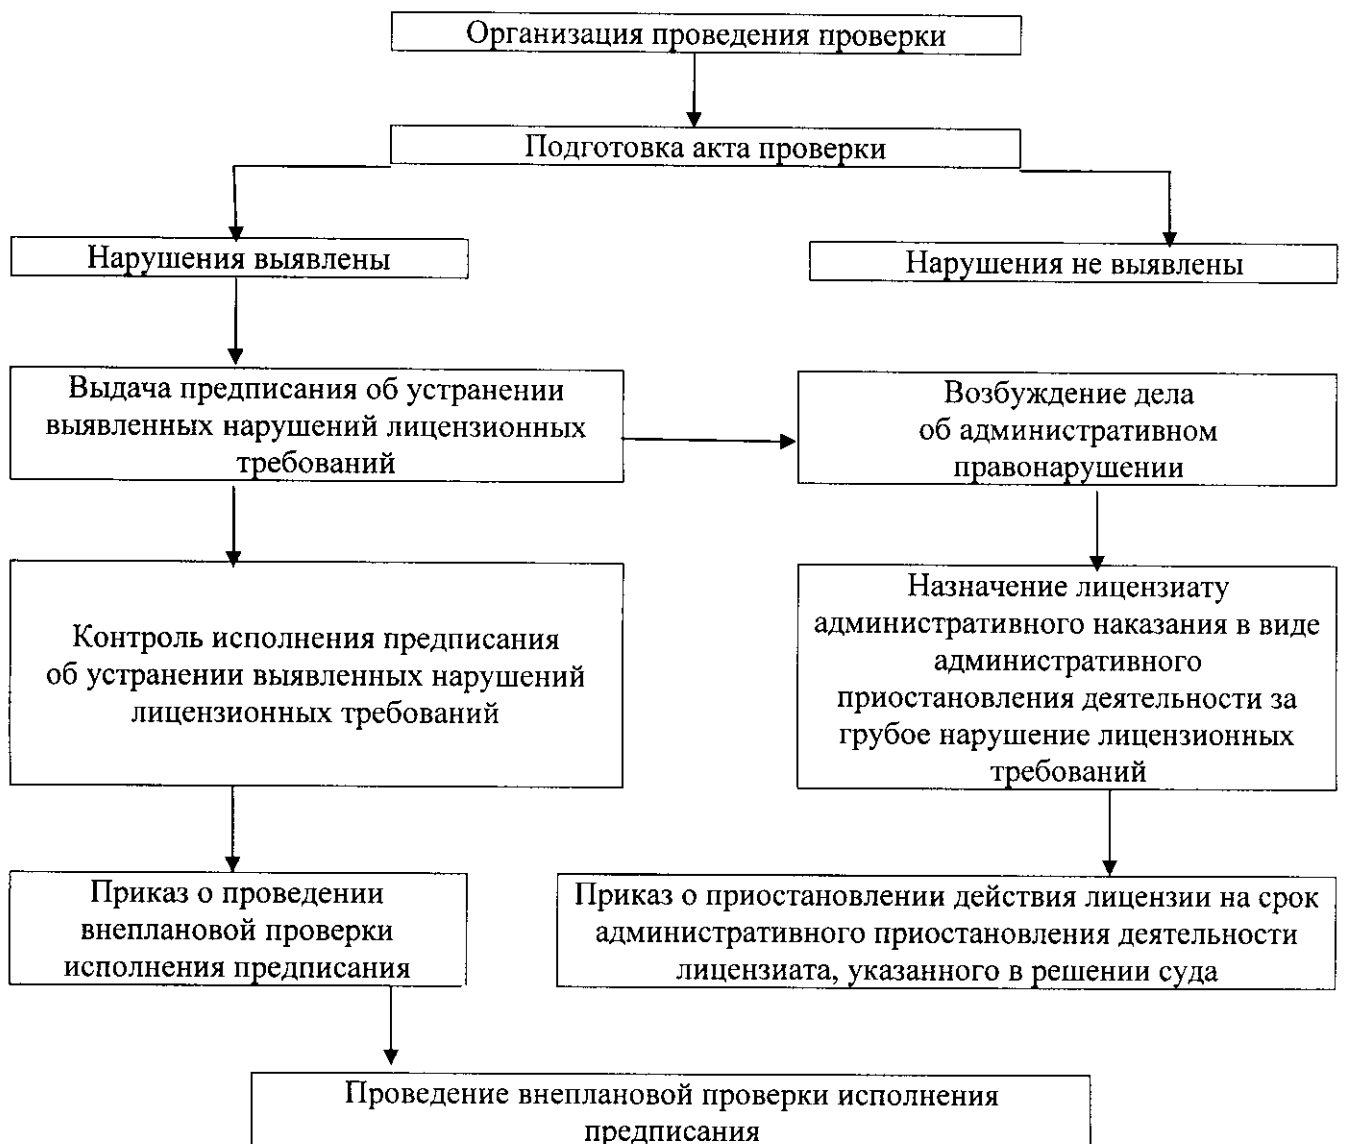 Организация проведения проверки
Подготовка акта проверки
Нарушения выявлены
Нарушения не выявлены
Выдача предписания об устранении
выявленных нарушений лицензионных
требований
Возбуждение дела
об административном
правонарушении
Контроль исполнения предписания
об устранении выявленных нарушений
лицензионных требований
Назначение лицензиату
административного наказания в виде
административного
приостановления деятельности за
грубое нарушение лицензионных
требований
Приказ о проведении
внеплановой проверки
исполнения предписания
Приказ о приостановлении действия лицензии на срок
административного приостановления деятельности
лицензиата, указанного в решении суда
Проведение внеплановой проверки исполнения
предписания